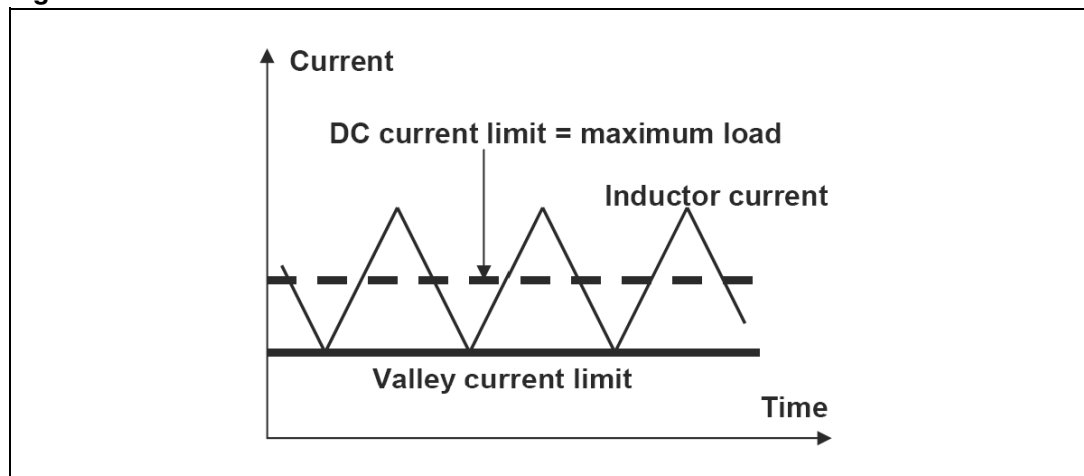 Current
DC current limit = maximum load
Inductor current
Valley current limit
Time